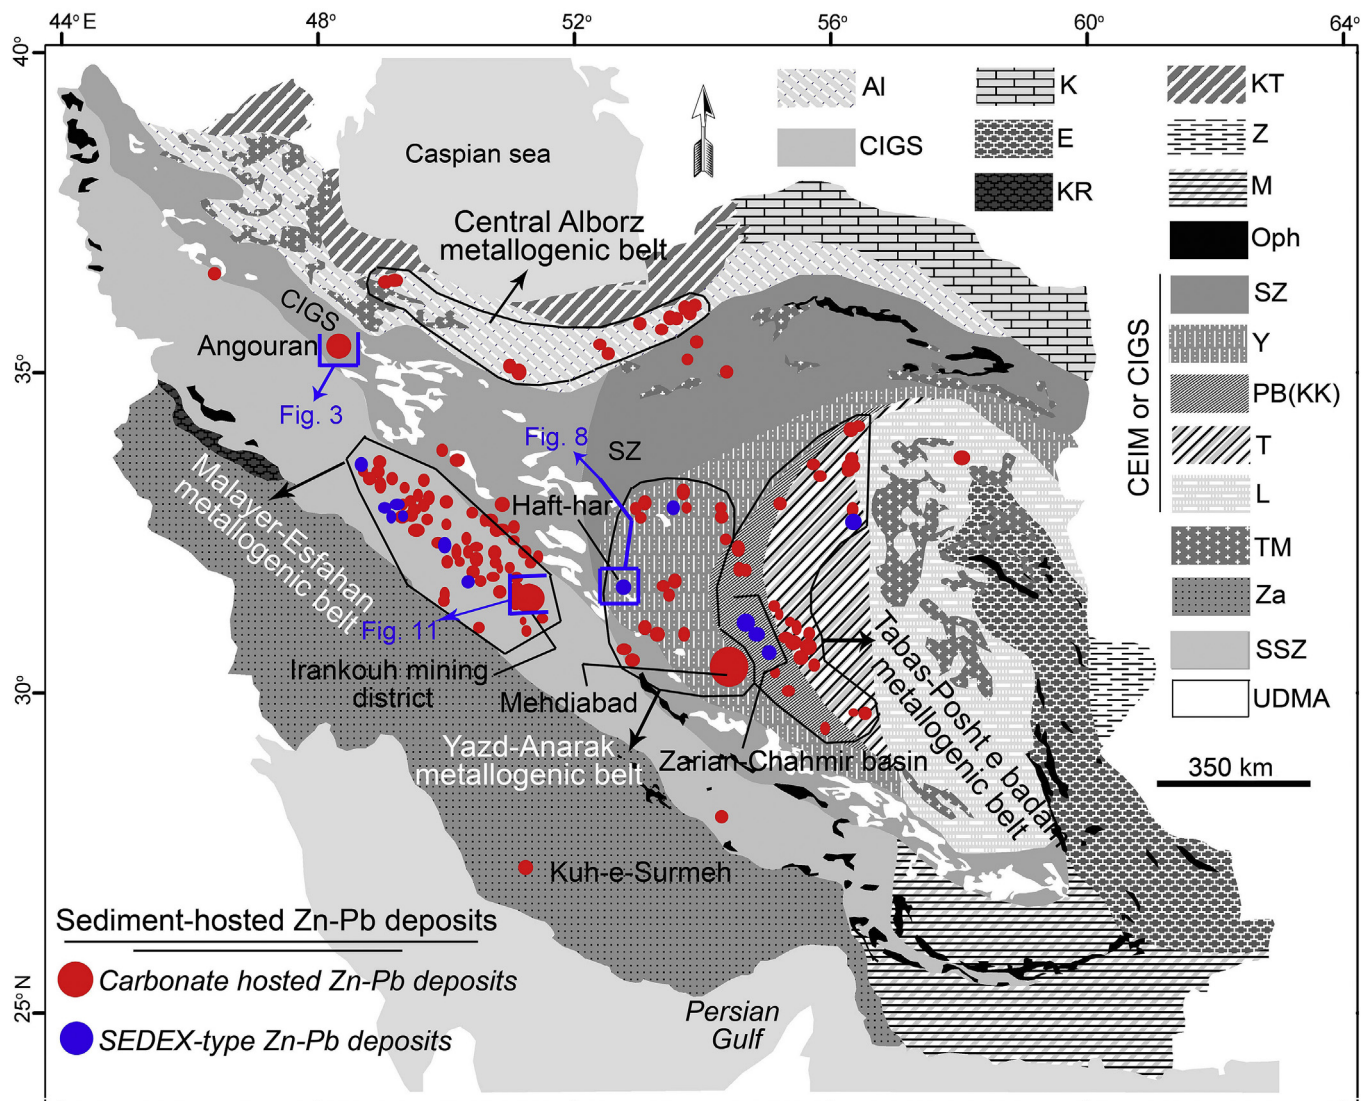 44° E
48°
52°
56°
60°
64°
40°
35°
30°
25° N
Al
CIGS
K
E
KR
KT
Z
M
Oph
SZ
Y
PB(KK)
T
L
TM
Za
SSZ
UDMA
CEIM or CIGS
350 km
Caspian sea
Central Alborz
metallogenic belt
CIGS
Angouran
Fig. 3
Fig. 8
SZ
Haft-har
Malayer-Esfahan
metallogenic belt
Fig. 11
Irankouh mining
district
Mehdiabad
Yazd-Anarak
metallogenic belt
Zarian-Chahmir basin
Tabas-Posht e badam
metallogenic belt
Kuh-e-Surmeh
Persian
Gulf
Sediment-hosted Zn-Pb deposits
Carbonate hosted Zn-Pb deposits
SEDEX-type Zn-Pb deposits